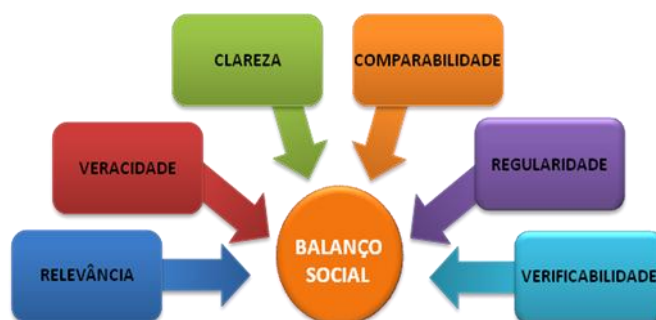 CLAREZA
COMPARABILIDADE
VERACIDADE
REGULARIDADE
RELEVÂNCIA
BALANÇO
SOCIAL
VERIFICABILIDADE